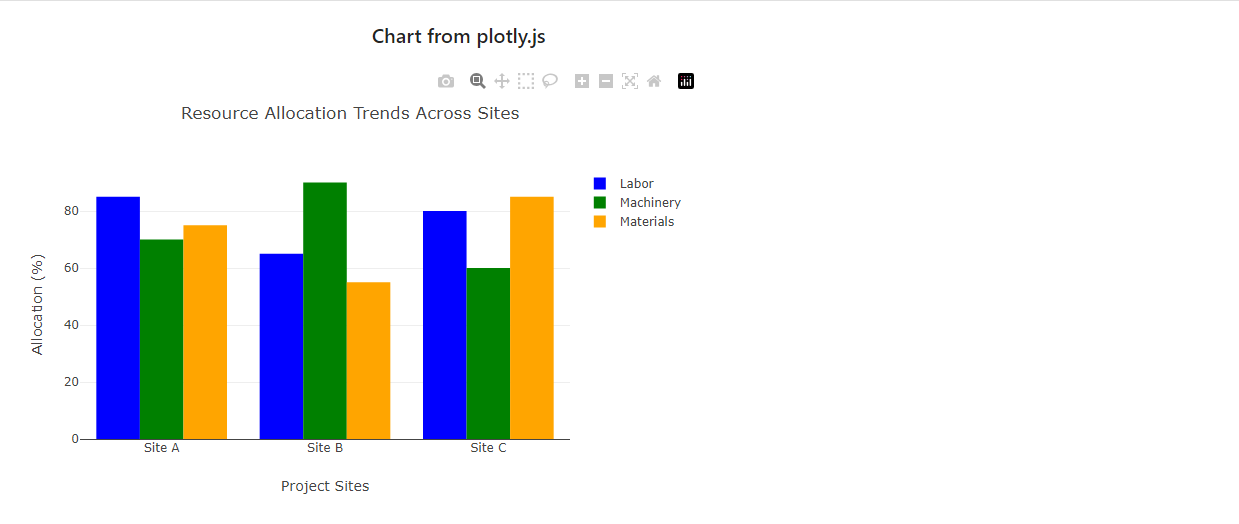 Chart from plotly.js
Resource Allocation Trends Across Sites
Labor
Machinery
Materials
Allocation (%)
80
60
40
20
0
Site A
Site B
Site C
Project Sites